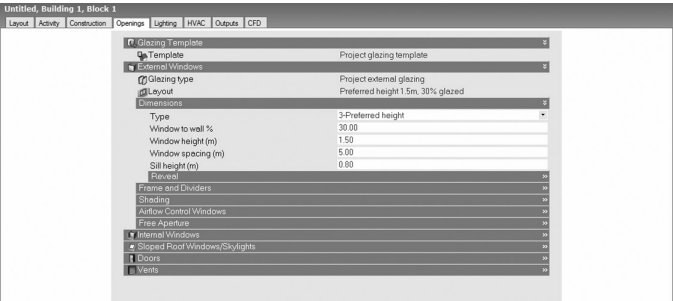 Untitled, Building 1, Block 1
Layout Activity Construction Openings Lighting HVAC Outputs CFD
Glazing Template
Template Project glazing template
External Windows
Glazing type Project external glazing
Layout Preferred height 1.5m, 30% glazed
Dimensions
Type 3-Preferred height
Window to wall % 30.00
Window height (m) 1.50
Window spacing (m) 5.00
Sill height (m) 0.80
Reveal
Frame and Dividers
Shading
Airflow Control Windows
Free Aperture
Internal Windows
Sloped Roof Windows/Skylights
Doors
Vents